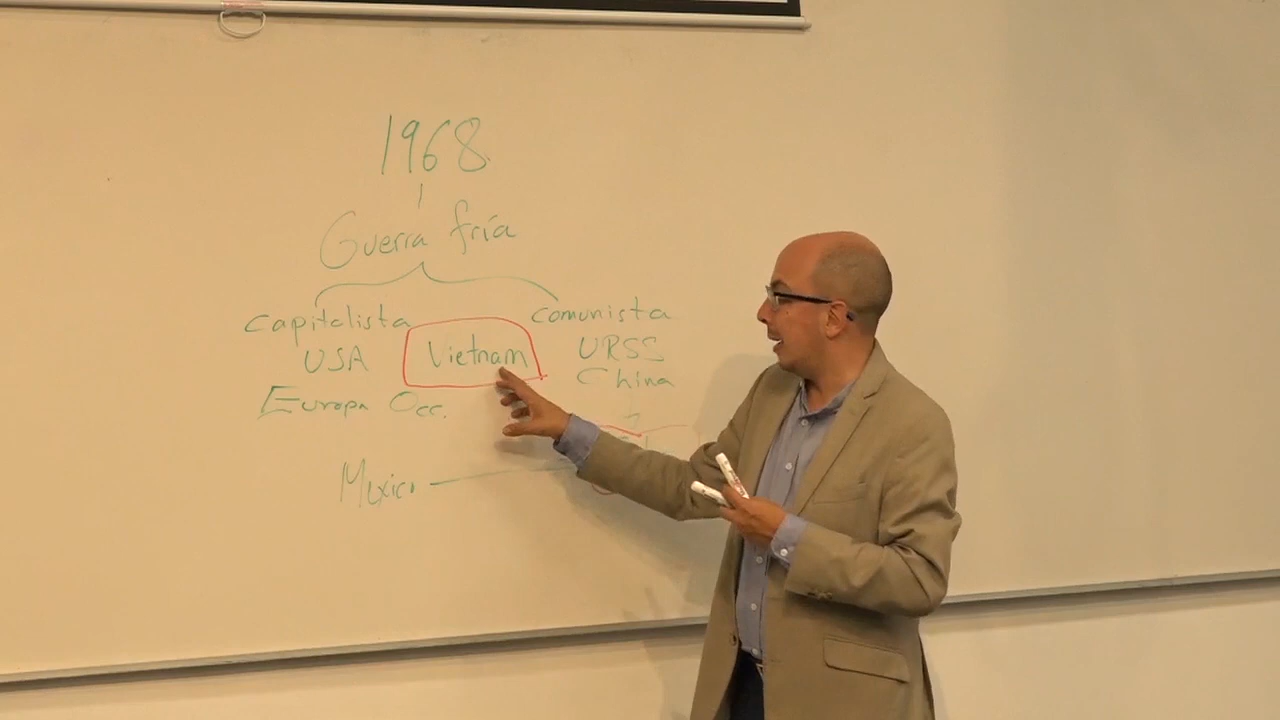 1968
Guerra fría
Capitalista
comunista
Vietnam
USA
URSS
China
Europa Occ.
Mexico